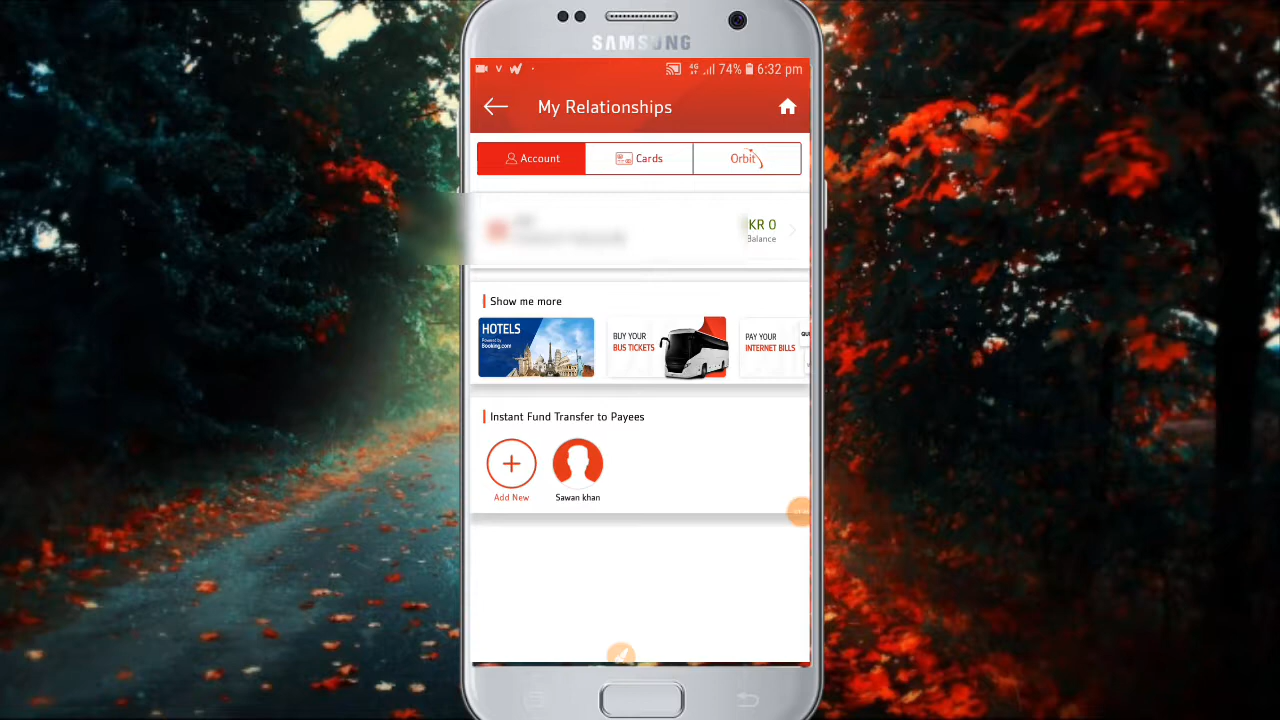 SAMSUNG
74% 6:32 pm
My Relationships
Account
Cards
Orbit
KR 0
Balance
Show me more
HOTELS
Powered by
Booking.com
BUY YOUR
BUS TICKETS
PAY YOUR
INTERNET BILLS
Instant Fund Transfer to Payees
Add New
Sawan khan